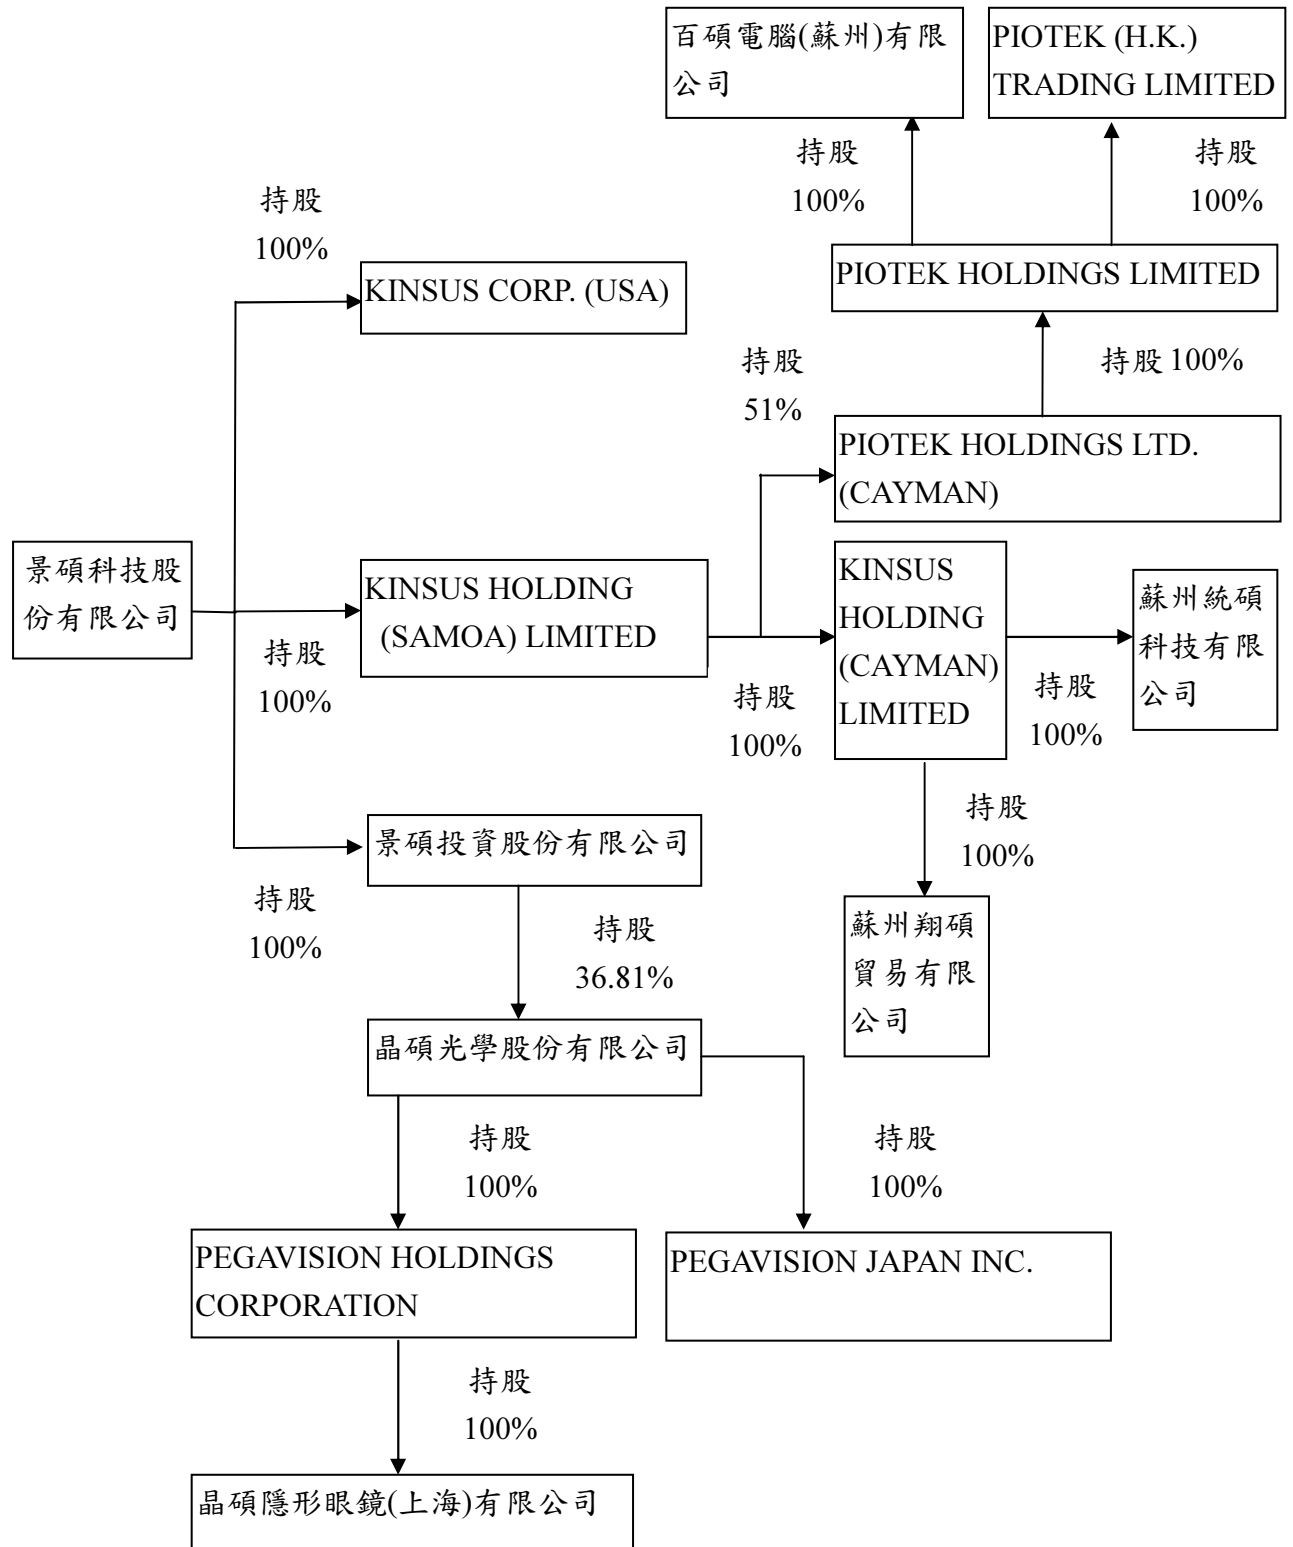 百碩電腦(蘇州)有限
公司
PIOTEK (H.K.)
TRADING LIMITED
持股
100%
持股
100%
持股
100%
PIOTEK HOLDINGS LIMITED
KINSUS CORP. (USA)
持股
51%
持股 100%
PIOTEK HOLDINGS LTD.
(CAYMAN)
景碩科技股
份有限公司
KINSUS HOLDING
(SAMOA) LIMITED
KINSUS
HOLDING
(CAYMAN)
LIMITED
蘇州統碩
科技有限
公司
持股
100%
持股
100%
持股
100%
持股
100%
景碩投資股份有限公司
持股
100%
持股
36.81%
蘇州翔碩
貿易有限
公司
晶碩光學股份有限公司
持股
100%
持股
100%
PEGAVISION HOLDINGS
CORPORATION
PEGAVISION JAPAN INC.
持股
100%
晶碩隱形眼鏡(上海)有限公司